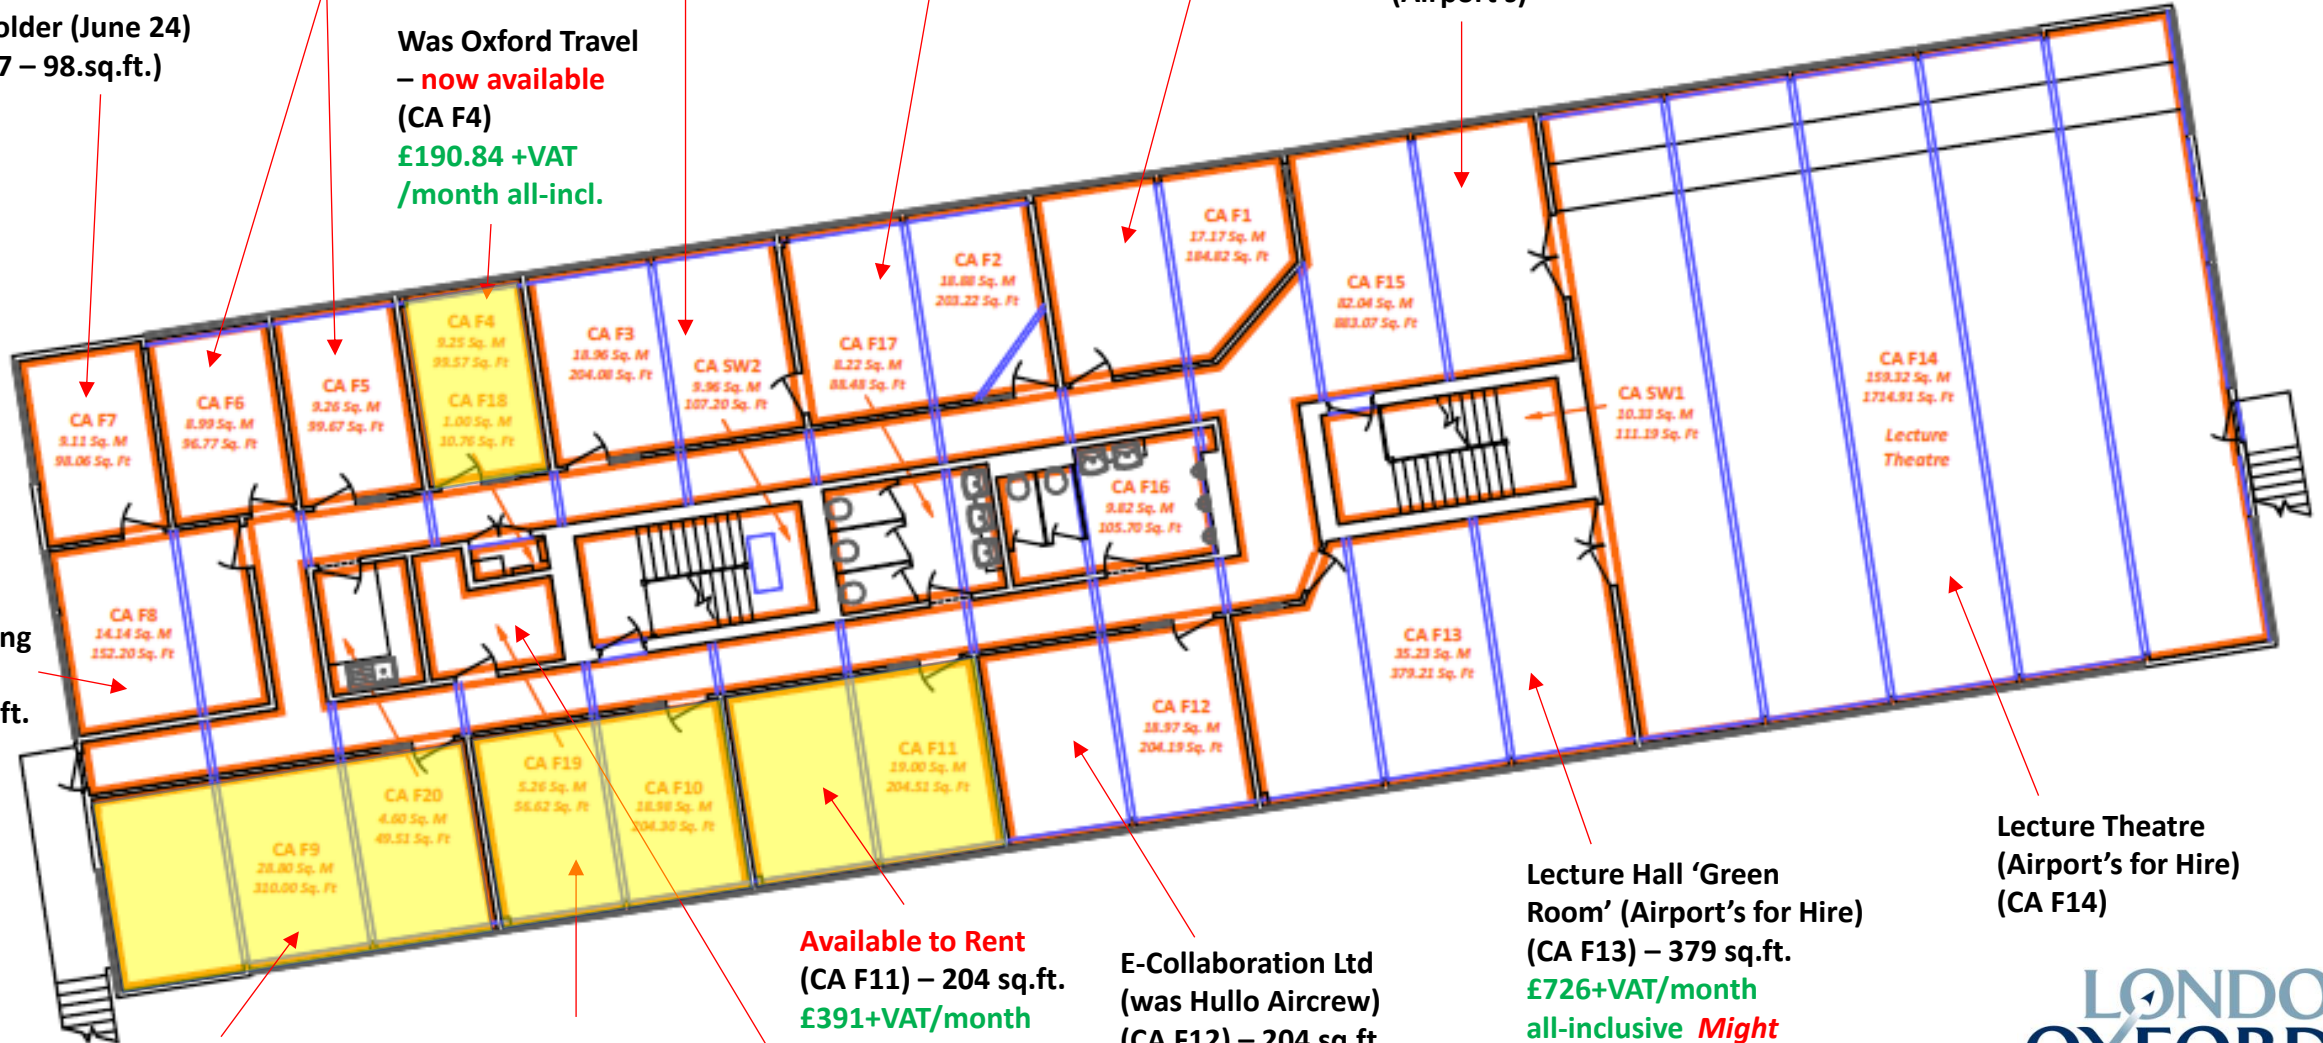 older (June 24)
7 – 98.sq.ft.)
Was Oxford Travel
– now available
(CA F4)
£190.84 +VAT
/month all-incl.
(Airport's)
CA F7
9.11 Sq. M
98.06 Sq. Ft
CA F6
8.99 Sq. M
96.77 Sq. Ft
CA F5
9.26 Sq. M
99.67 Sq. Ft
CA F4
9.25 Sq. M
99.57 Sq. Ft
CA F18
1.00 Sq. M
10.76 Sq. Ft
CA F3
18.96 Sq. M
204.08 Sq. Ft
CA SW2
9.96 Sq. M
107.20 Sq. Ft
CA F17
8.22 Sq. M
88.48 Sq. Ft
CA F2
18.88 Sq. M
203.22 Sq. Ft
CA F1
17.17 Sq. M
184.82 Sq. Ft
CA F15
82.04 Sq. M
883.07 Sq. Ft
CA SW1
10.33 Sq. M
111.19 Sq. Ft
CA F14
159.32 Sq. M
1714.91 Sq. Ft
Lecture
Theatre
CA F16
9.82 Sq. M
105.70 Sq. Ft
CA F8
14.14 Sq. M
152.20 Sq. Ft
ng
ft.
CA F13
35.23 Sq. M
379.21 Sq. Ft
CA F12
18.97 Sq. M
204.19 Sq. Ft
CA F11
19.00 Sq. M
204.51 Sq. Ft
CA F19
5.26 Sq. M
56.62 Sq. Ft
CA F10
18.98 Sq. M
204.30 Sq. Ft
CA F20
4.60 Sq. M
49.51 Sq. Ft
CA F9
28.80 Sq. M
310.00 Sq. Ft
Available to Rent
(CA F11) – 204 sq.ft.
£391+VAT/month
E-Collaboration Ltd
(was Hullo Aircrew)
(CA F12) – 204 sq.ft.
Lecture Hall 'Green
Room' (Airport's for Hire)
(CA F13) – 379 sq.ft.
£726+VAT/month
all-inclusive Might
Lecture Theatre
(Airport's for Hire)
(CA F14)
LONDO
OXFORD